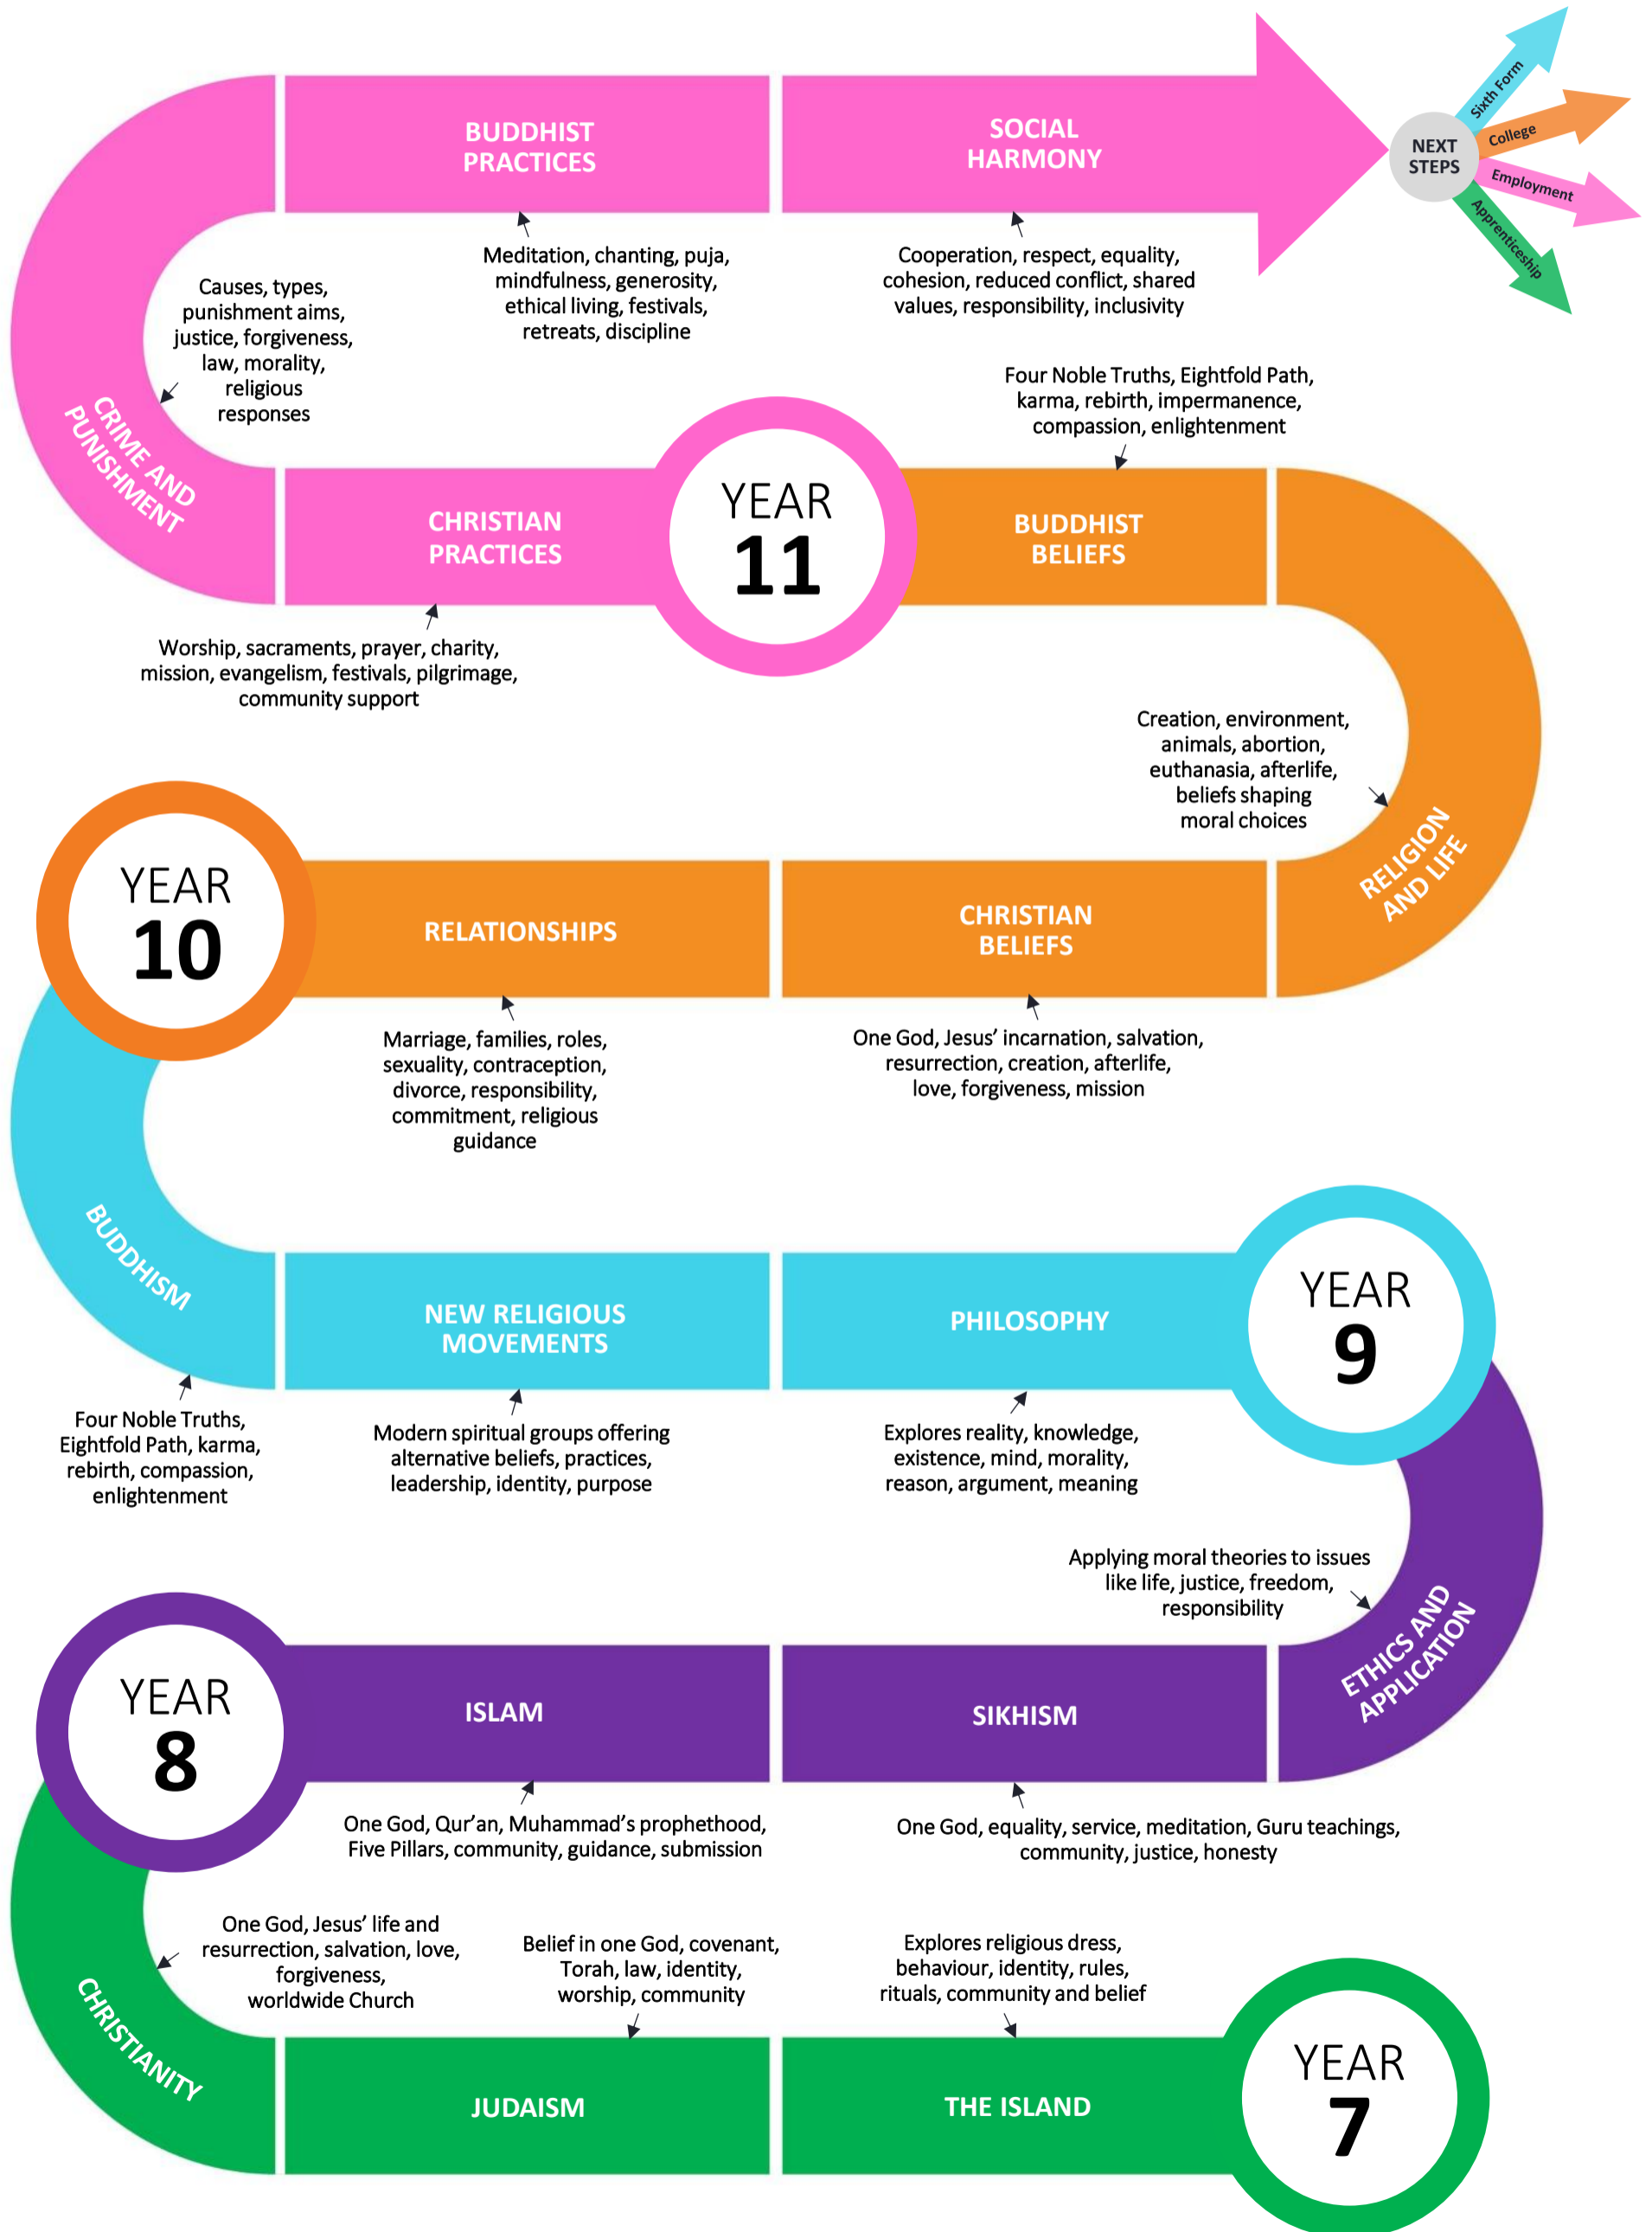 BUDDHIST
PRACTICES
SOCIAL
HARMONY
NEXT
STEPS
Sixth Form
College
Employment
Apprenticeship
Meditation, chanting, puja,
mindfulness, generosity,
ethical living, festivals,
retreats, discipline
Cooperation, respect, equality,
cohesion, reduced conflict, shared
values, responsibility, inclusivity
Causes, types,
punishment aims,
justice, forgiveness,
law, morality,
religious
responses
CRIME AND
PUNISHMENT
Four Noble Truths, Eightfold Path,
karma, rebirth, impermanence,
compassion, enlightenment
CHRISTIAN
PRACTICES
YEAR
11
BUDDHIST
BELIEFS
Worship, sacraments, prayer, charity,
mission, evangelism, festivals, pilgrimage,
community support
Creation, environment,
animals, abortion,
euthanasia, afterlife,
beliefs shaping
moral choices
RELIGION
AND LIFE
YEAR
10
RELATIONSHIPS
CHRISTIAN
BELIEFS
Marriage, families, roles,
sexuality, contraception,
divorce, responsibility,
commitment, religious
guidance
One God, Jesus’ incarnation, salvation,
resurrection, creation, afterlife,
love, forgiveness, mission
BUDDHISM
NEW RELIGIOUS
MOVEMENTS
PHILOSOPHY
YEAR
9
Four Noble Truths,
Eightfold Path, karma,
rebirth, compassion,
enlightenment
Modern spiritual groups offering
alternative beliefs, practices,
leadership, identity, purpose
Explores reality, knowledge,
existence, mind, morality,
reason, argument, meaning
Applying moral theories to issues
like life, justice, freedom,
responsibility
ETHICS AND
APPLICATION
YEAR
8
ISLAM
SIKHISM
One God, Qur’an, Muhammad’s prophethood,
Five Pillars, community, guidance, submission
One God, equality, service, meditation, Guru teachings,
community, justice, honesty
One God, Jesus’ life and
resurrection, salvation, love,
forgiveness,
worldwide Church
Belief in one God, covenant,
Torah, law, identity,
worship, community
Explores religious dress,
behaviour, identity, rules,
rituals, community and belief
CHRISTIANITY
JUDAISM
THE ISLAND
YEAR
7